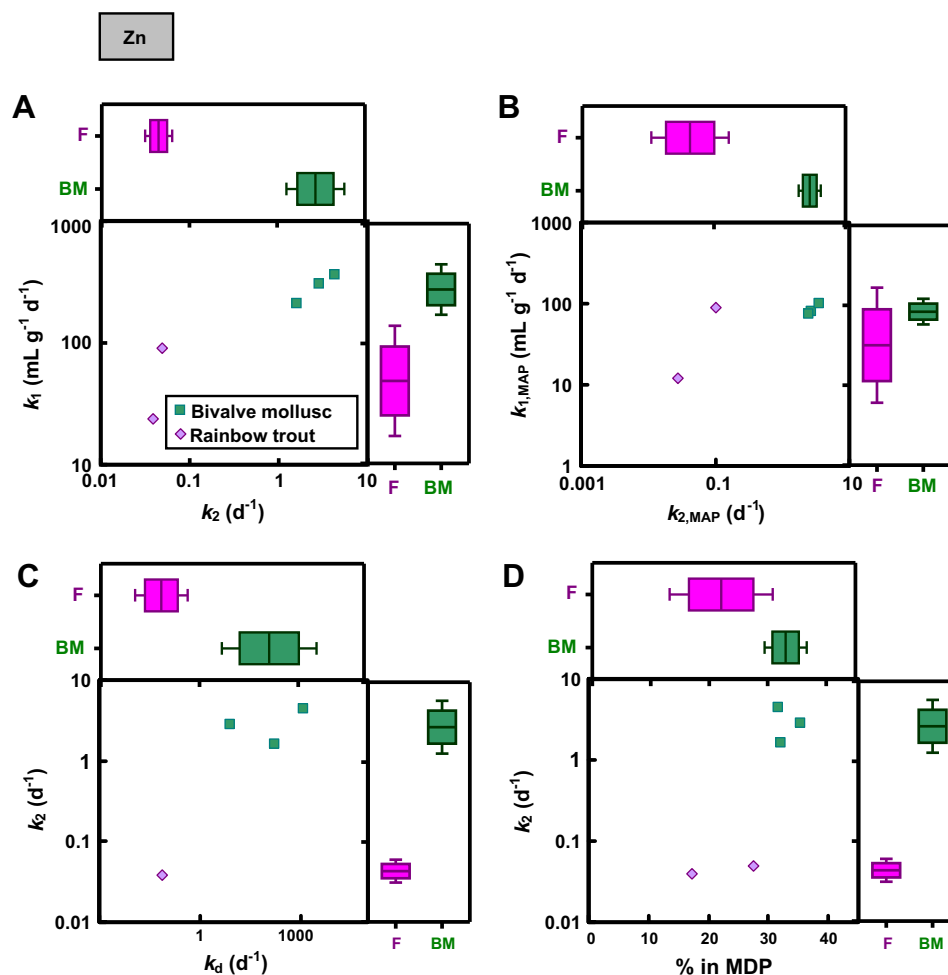 Zn
A
F
BM
1000
100
10
k₁ (mL g⁻¹ d⁻¹)
Bivalve mollusc
Rainbow trout
0.01
0.1
1
10
F
BM
k₂ (d⁻¹)
B
F
BM
1000
100
10
1
k₁,MAP (mL g⁻¹ d⁻¹)
0.001
0.1
10
F
BM
k₂,MAP (d⁻¹)
C
F
BM
10
1
0.1
0.01
k₂ (d⁻¹)
1
1000
F
BM
k_d (d⁻¹)
D
F
BM
10
1
0.1
0.01
k₂ (d⁻¹)
0
10
20
30
40
F
BM
% in MDP